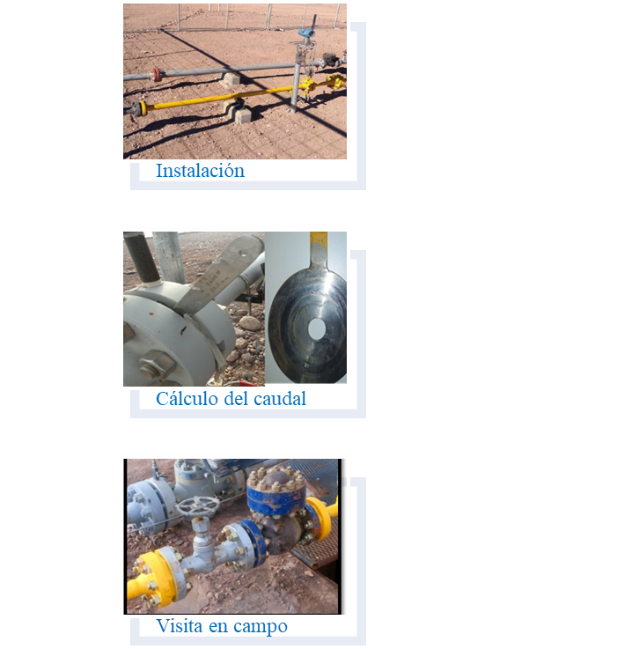 Instalación
Cálculo del caudal
Visita en campo